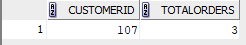 CUSTOMERID TOTALORDERS
1 107 3